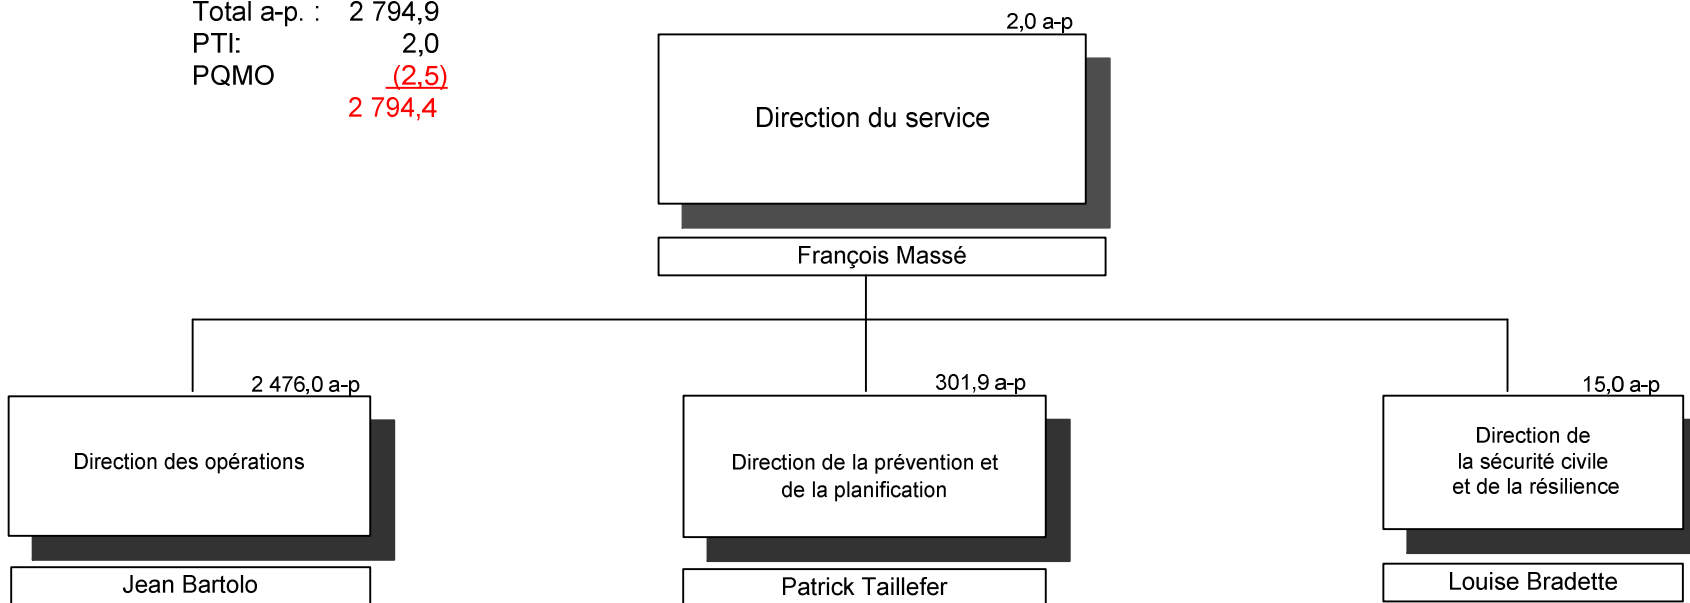 Total a-p. : 2 794,9
PTI: 2,0
PQMO (2,5)
2 794,4
2,0 a-p
Direction du service
François Massé
2 476,0 a-p
Direction des opérations
Jean Bartolo
301,9 a-p
Direction de la prévention et
de la planification
Patrick Taillefer
15,0 a-p
Direction de
la sécurité civile
et de la résilience
Louise Bradette